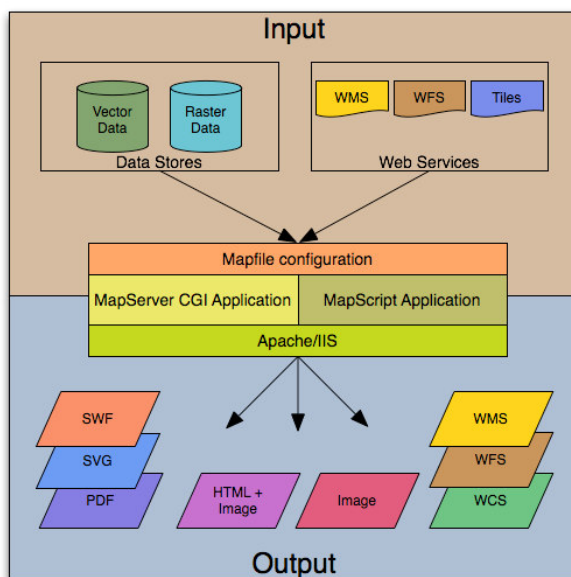 Input
Vector
Data
Raster
Data
Data Stores
WMS
WFS
Tiles
Web Services
Mapfile configuration
MapServer CGI Application
MapScript Application
Apache/IIS
SWF
SVG
PDF
HTML +
Image
Image
WMS
WFS
WCS
Output